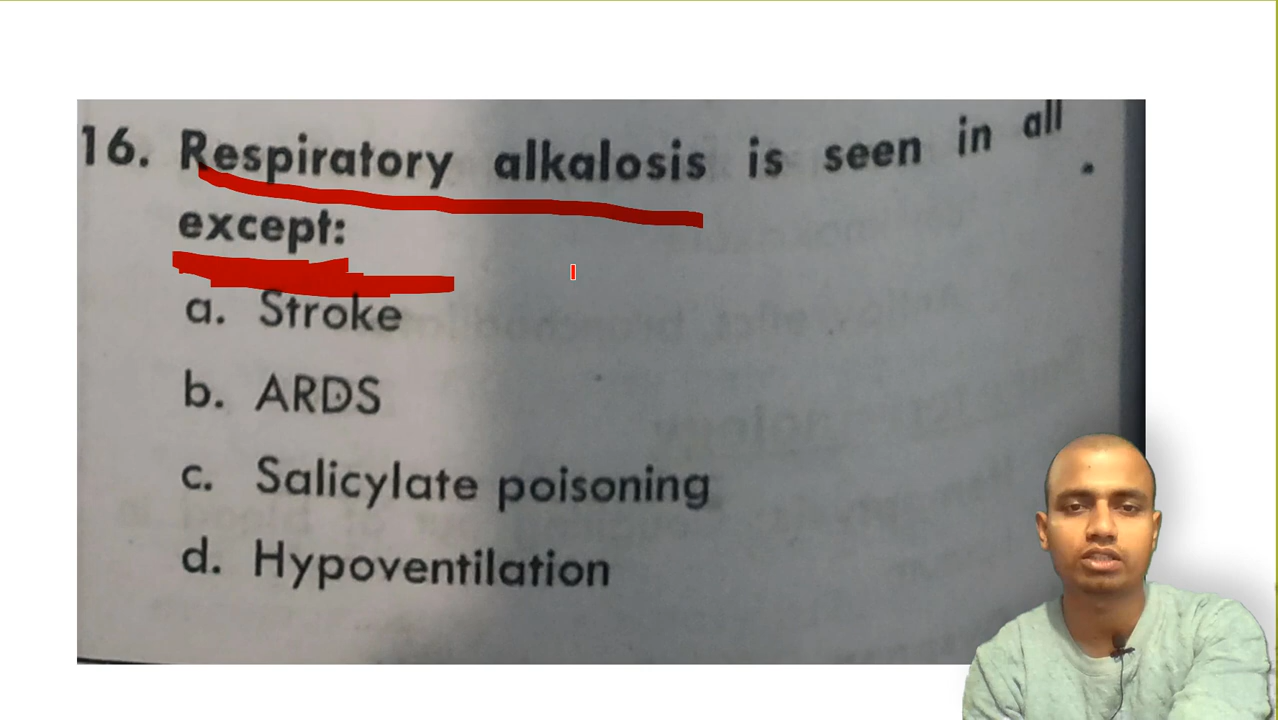 16. Respiratory alkalosis is seen in all
except:
a. Stroke
b. ARDS
c. Salicylate poisoning
d. Hypoventilation